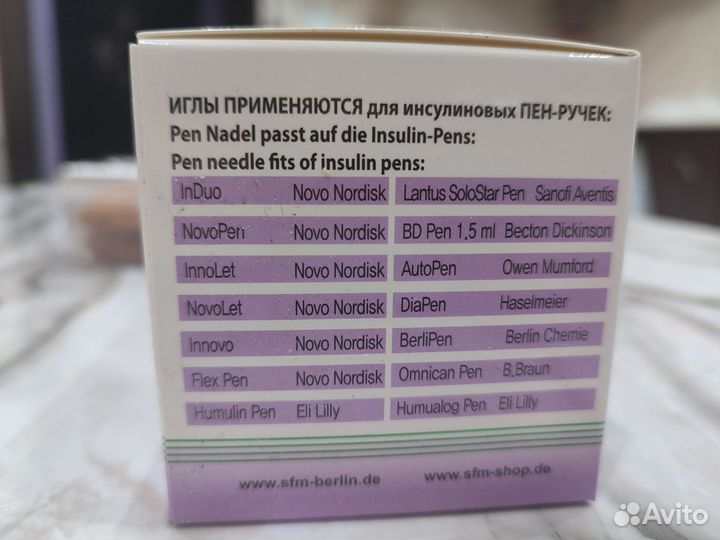 ИГЛЫ ПРИМЕНЯЮТСЯ для инсулиновых ПЕН-РУЧЕК:
Pen Nadel passt auf die Insulin-Pens:
Pen needle fits of insulin pens:
InDuo Novo Nordisk Lantus SoloStar Pen Sanofi Aventis
NovoPen Novo Nordisk BD Pen 1,5 ml Becton Dickinson
InnoLet Novo Nordisk AutoPen Owen Mumford
NovoLet Novo Nordisk DiaPen Haselmeier
Innovo Novo Nordisk BerliPen Berlin Chemie
Flex Pen Novo Nordisk Omnican Pen B.Braun
Humulin Pen Eli Lilly Humualog Pen Eli Lilly
www.sfm-berlin.de www.sfm-shop.de
Avito